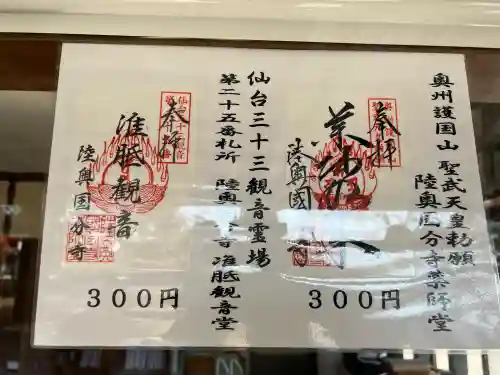 奥州護国山 聖武天皇勅願
陸奥国分寺薬師堂
奉拝
陸奥國
300円
仙台三十三観音霊場
第二十五番札所 陸奥 准胝観音堂
奉拝
准胝観音
陸奥国分寺
300円